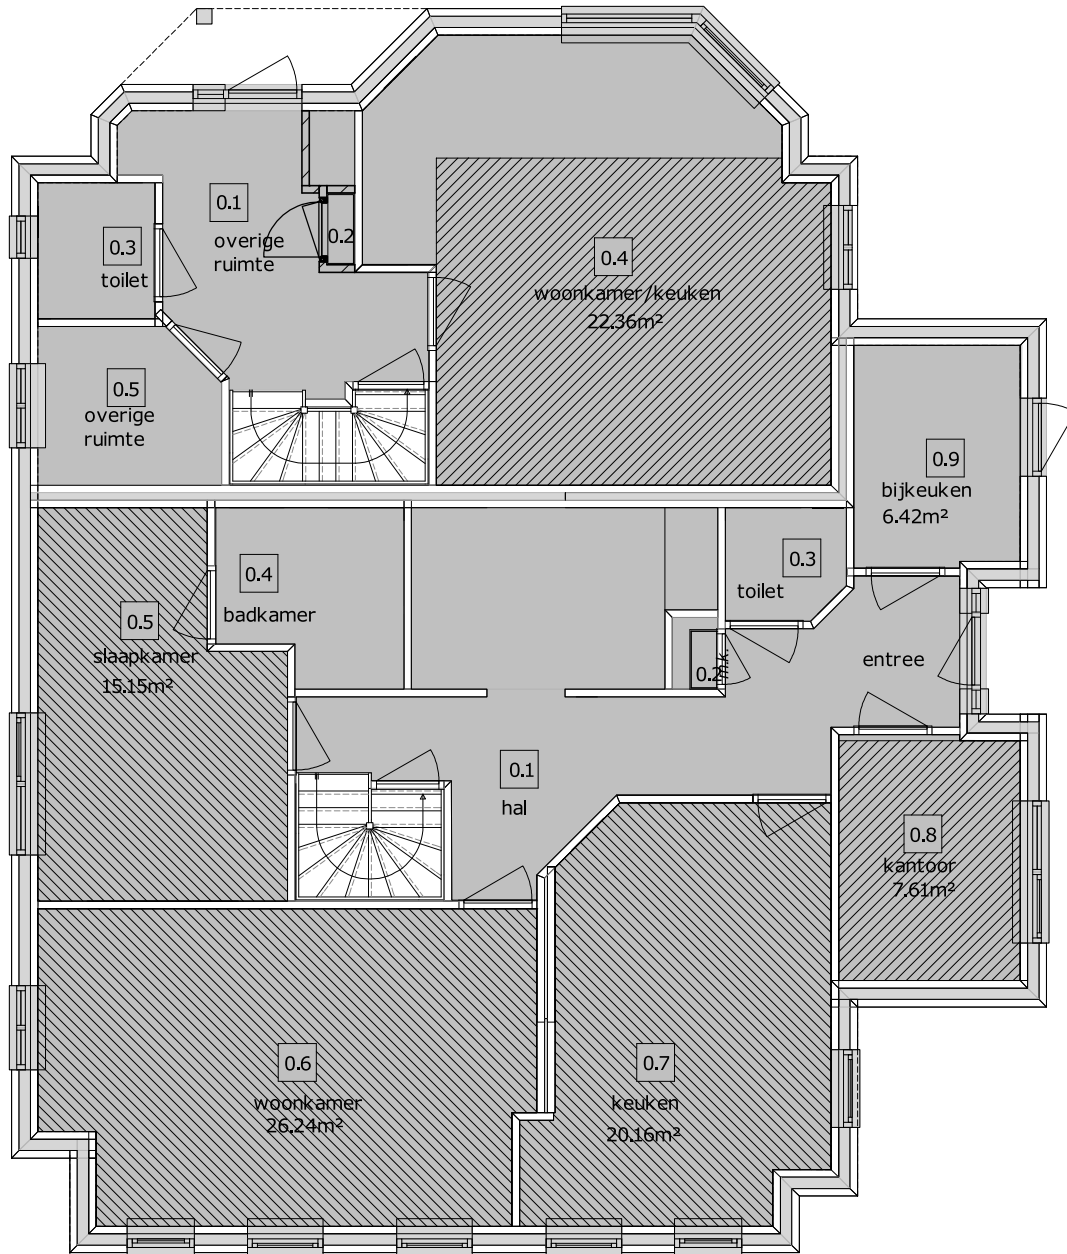 0.1
overige
ruimte
0.2
0.3
toilet
0.4
woonkamer/keuken
22.36m²
0.5
overige
ruimte
0.9
bijkeuken
6.42m²
0.3
toilet
0.4
badkamer
0.5
slaapkamer
15.15m²
0.2
m.k.
entree
0.1
hal
0.8
kantoor
7.61m²
0.6
woonkamer
26.24m²
0.7
keuken
20.16m²